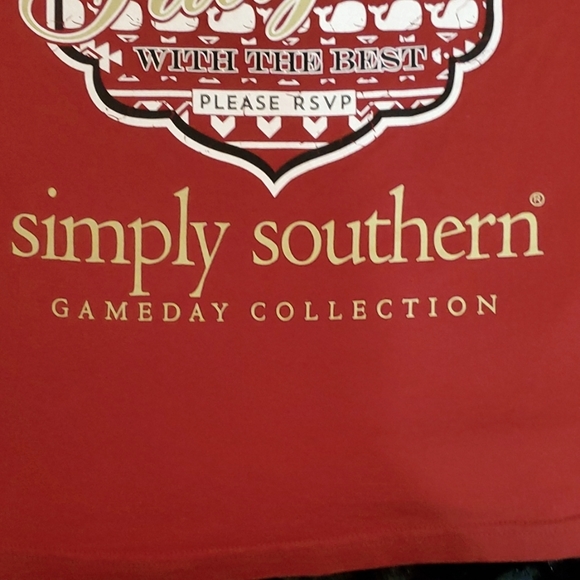 WITH THE BEST
PLEASE RSVP
simply southern®
GAMEDAY COLLECTION